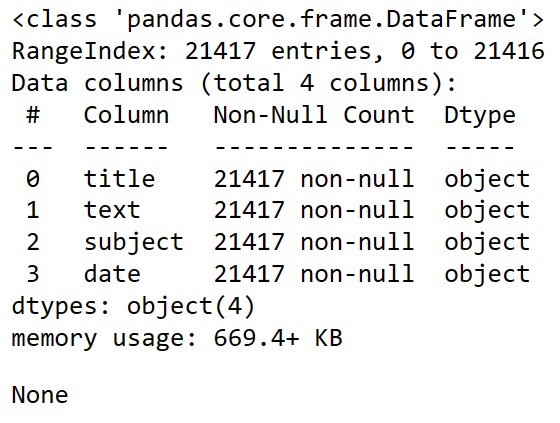 <class 'pandas.core.frame.DataFrame'>
RangeIndex: 21417 entries, 0 to 21416
Data columns (total 4 columns):
 #   Column   Non-Null Count  Dtype
---  ------   --------------  -----
 0   title    21417 non-null  object
 1   text     21417 non-null  object
 2   subject  21417 non-null  object
 3   date     21417 non-null  object
dtypes: object(4)
memory usage: 669.4+ KB
None